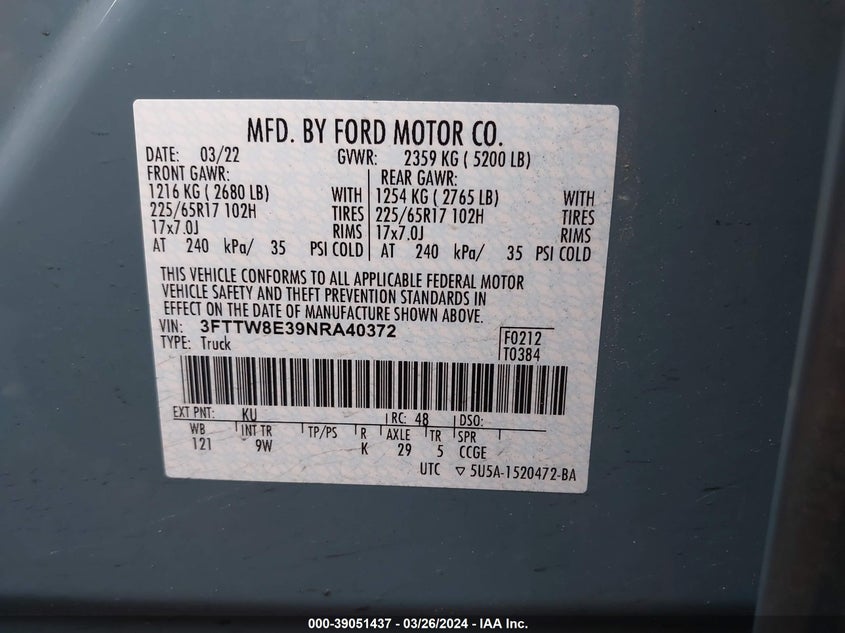 MFD. BY FORD MOTOR CO.
DATE: 03/22 GVWR: 2359 KG ( 5200 LB)
FRONT GAWR: REAR GAWR:
1216 KG ( 2680 LB) WITH 1254 KG ( 2765 LB) WITH
225/65R17 102H TIRES 225/65R17 102H TIRES
17x7.0J RIMS 17x7.0J RIMS
AT 240 kPa/ 35 PSI COLD AT 240 kPa/ 35 PSI COLD
THIS VEHICLE CONFORMS TO ALL APPLICABLE FEDERAL MOTOR
VEHICLE SAFETY AND THEFT PREVENTION STANDARDS IN
EFFECT ON THE DATE OF MANUFACTURE SHOWN ABOVE.
VIN: 3FTTW8E39NRA40372 F0212
TYPE: Truck T0384
EXT PNT: KU RC: 48 DSO:
WB INT TR TP/PS R AXLE TR SPR
121 9W K 29 5 CCGE
UTC ▽ 5U5A-1520472-BA
000-39051437 - 03/26/2024 - IAA Inc.